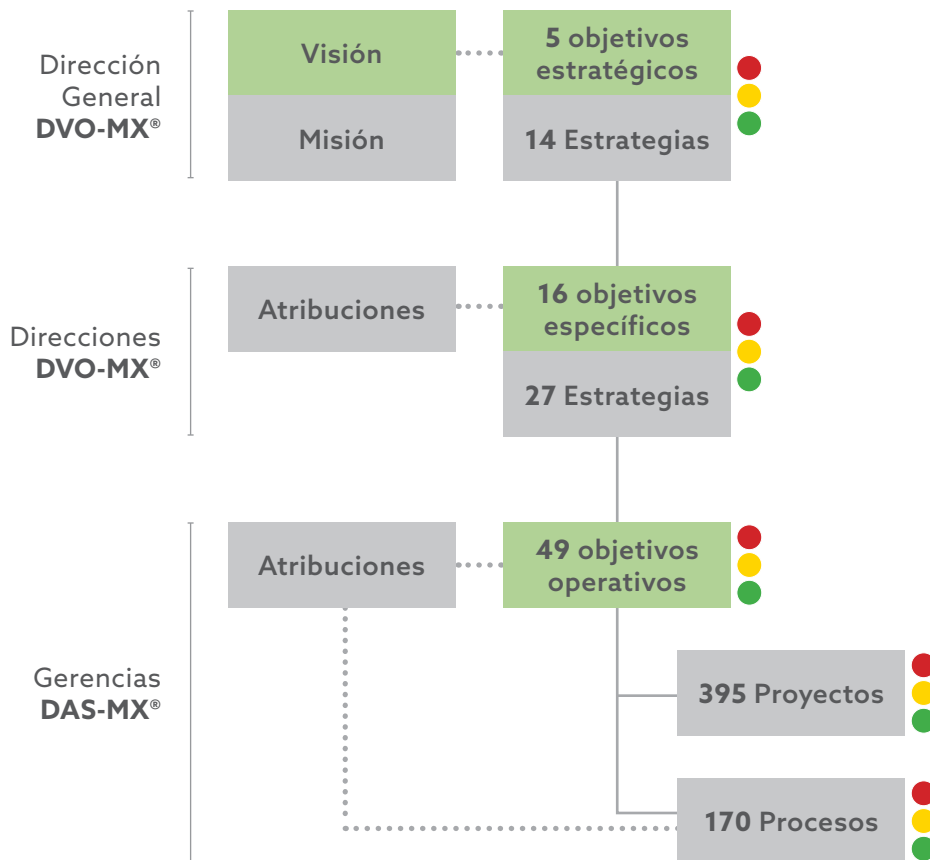 Dirección
General
DVO-MX®
Visión
Misión
5 objetivos
estratégicos
14 Estrategias
Direcciones
DVO-MX®
Atribuciones
16 objetivos
específicos
27 Estrategias
Gerencias
DAS-MX®
Atribuciones
49 objetivos
operativos
395 Proyectos
170 Procesos